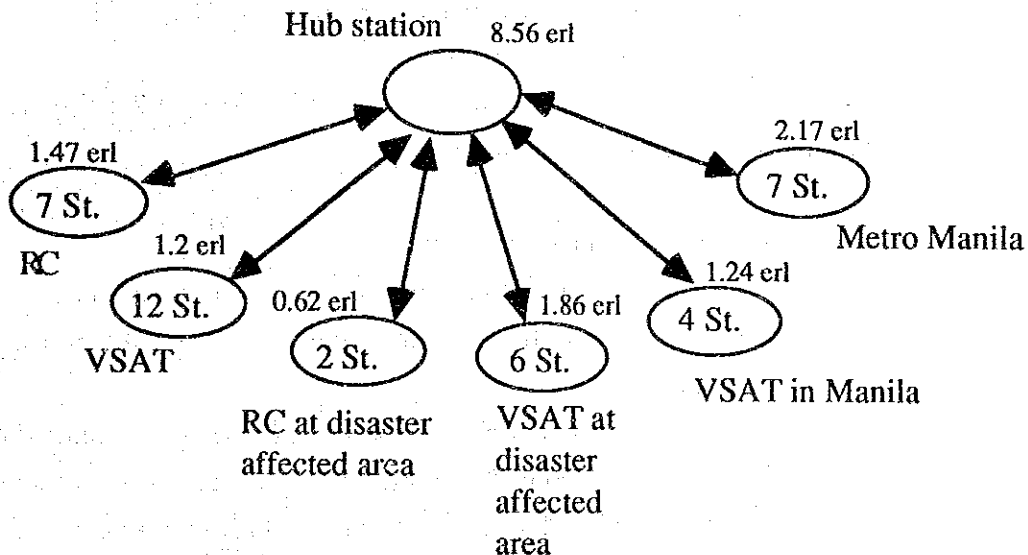 Hub station
8.56 erl
1.47 erl
7 St.
RC
1.2 erl
12 St.
VSAT
0.62 erl
2 St.
RC at disaster
affected area
1.86 erl
6 St.
VSAT at
disaster
affected
area
1.24 erl
4 St.
VSAT in Manila
2.17 erl
7 St.
Metro Manila